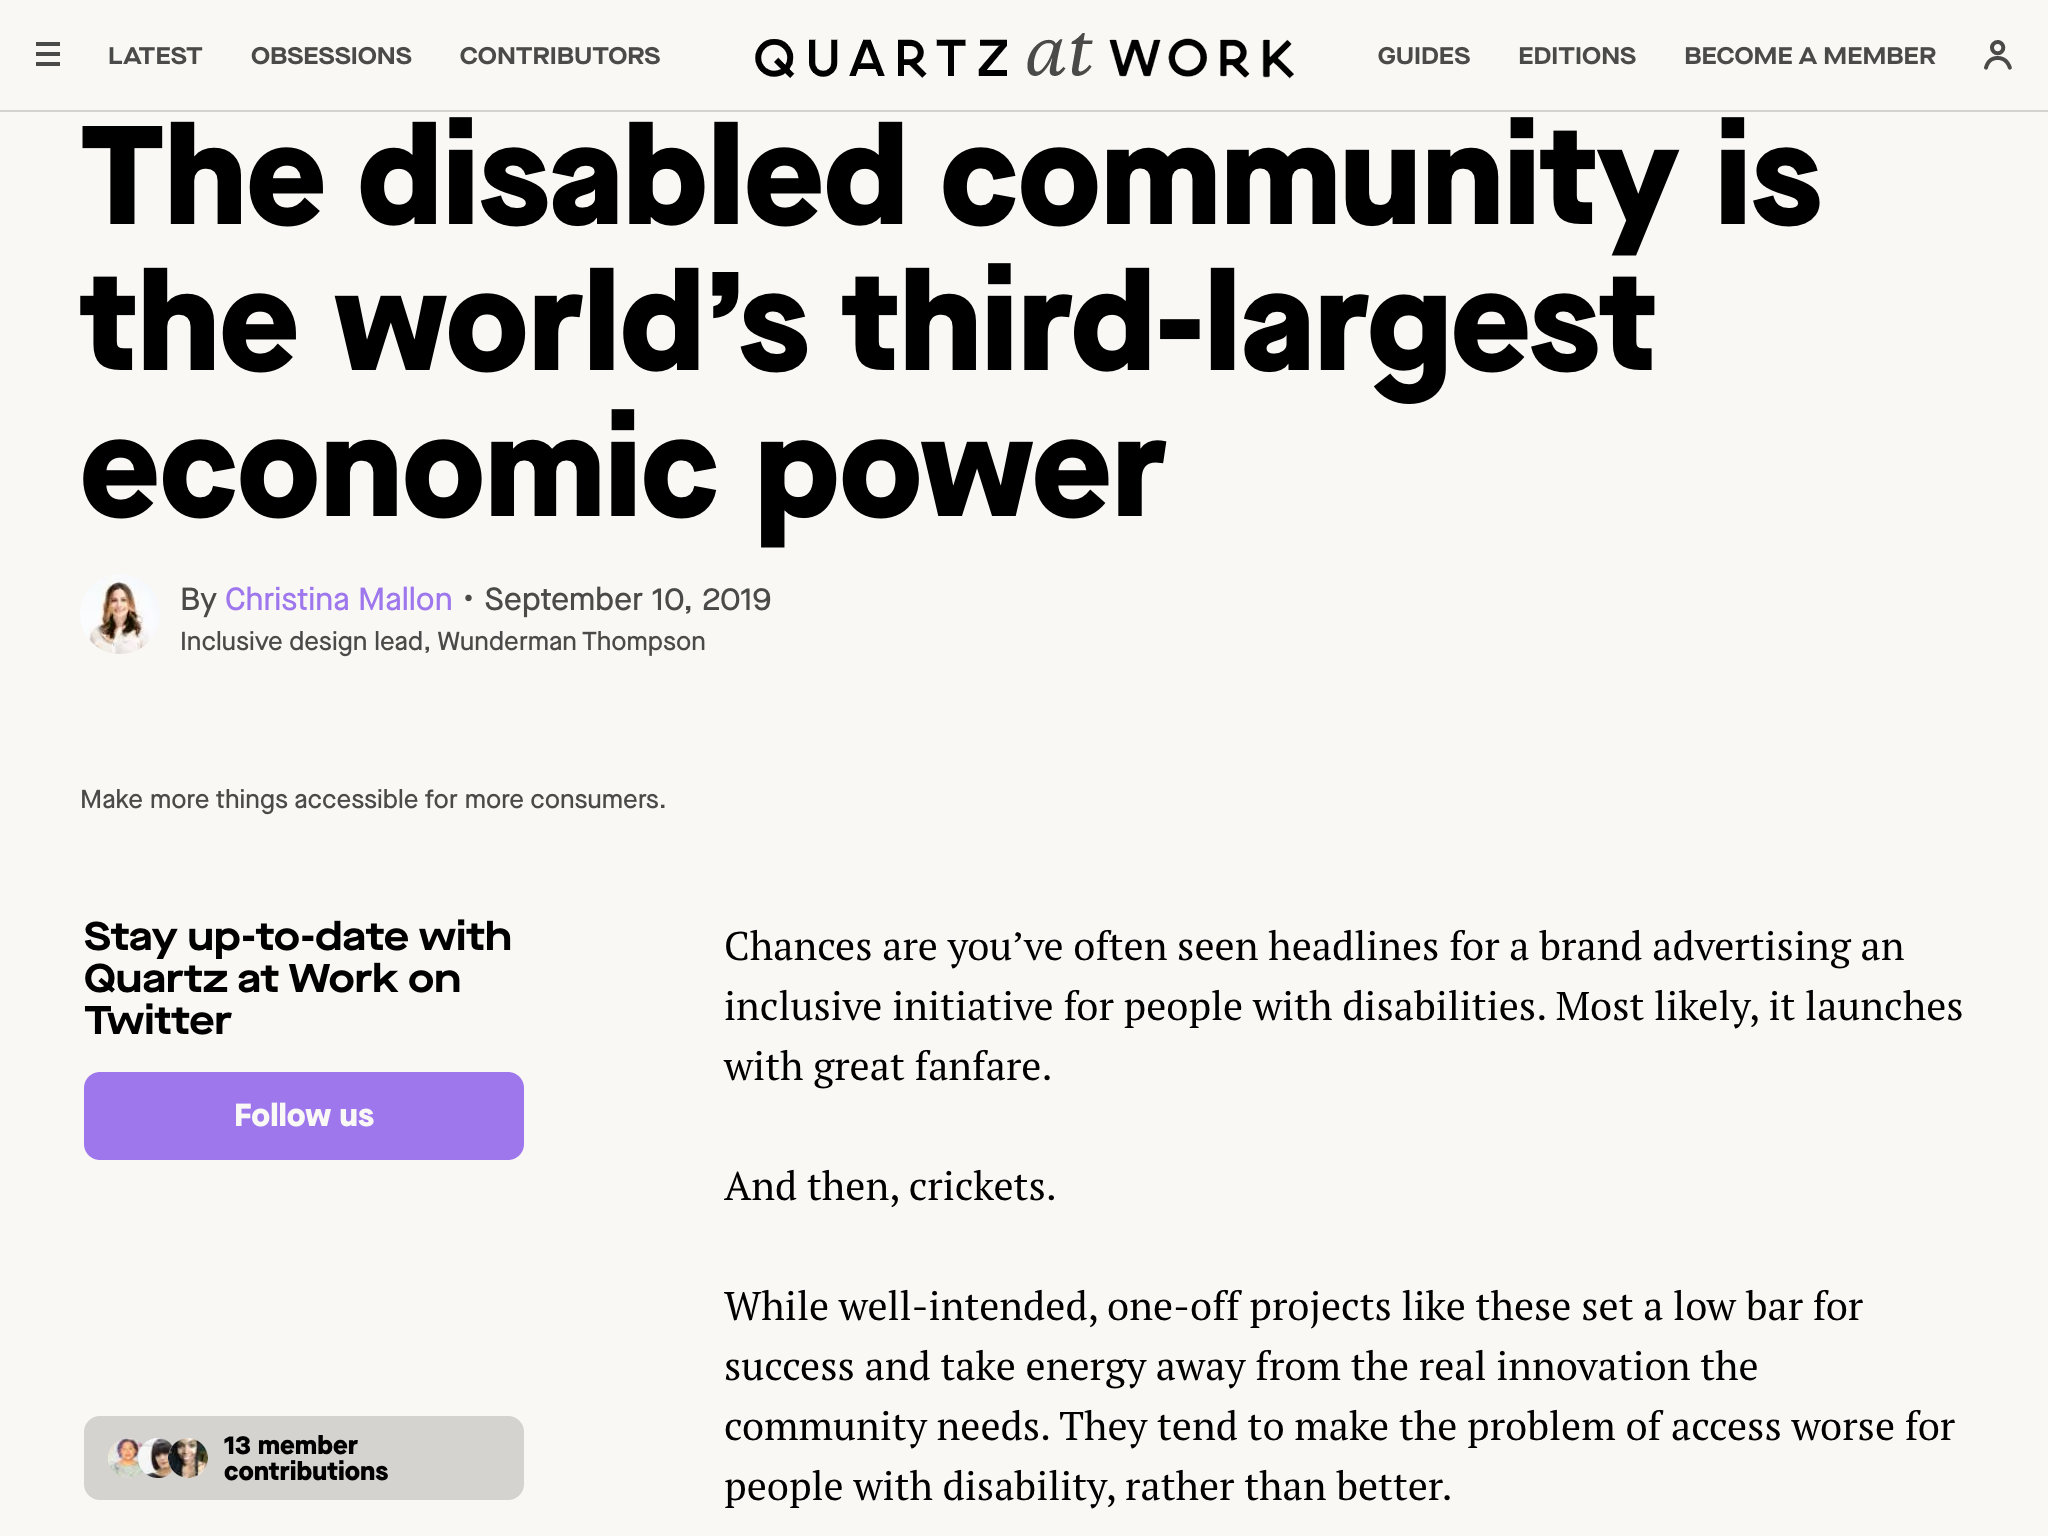 LATEST OBSESSIONS CONTRIBUTORS QUARTZ at WORK GUIDES EDITIONS BECOME A MEMBER
The disabled community is
the world’s third-largest
economic power
By Christina Mallon • September 10, 2019
Inclusive design lead, Wunderman Thompson
Make more things accessible for more consumers.
Stay up-to-date with
Quartz at Work on
Twitter
Follow us
13 member
contributions
Chances are you’ve often seen headlines for a brand advertising an
inclusive initiative for people with disabilities. Most likely, it launches
with great fanfare.
And then, crickets.
While well-intended, one-off projects like these set a low bar for
success and take energy away from the real innovation the
community needs. They tend to make the problem of access worse for
people with disability, rather than better.